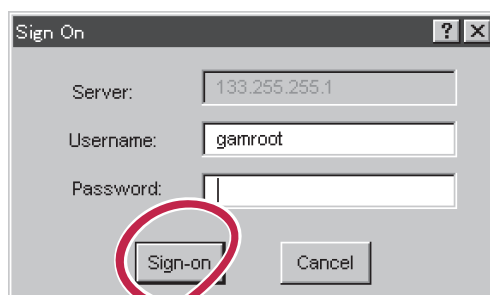 Sign On
Server: 133.255.255.1
Username: gamroot
Password:
Sign-on Cancel